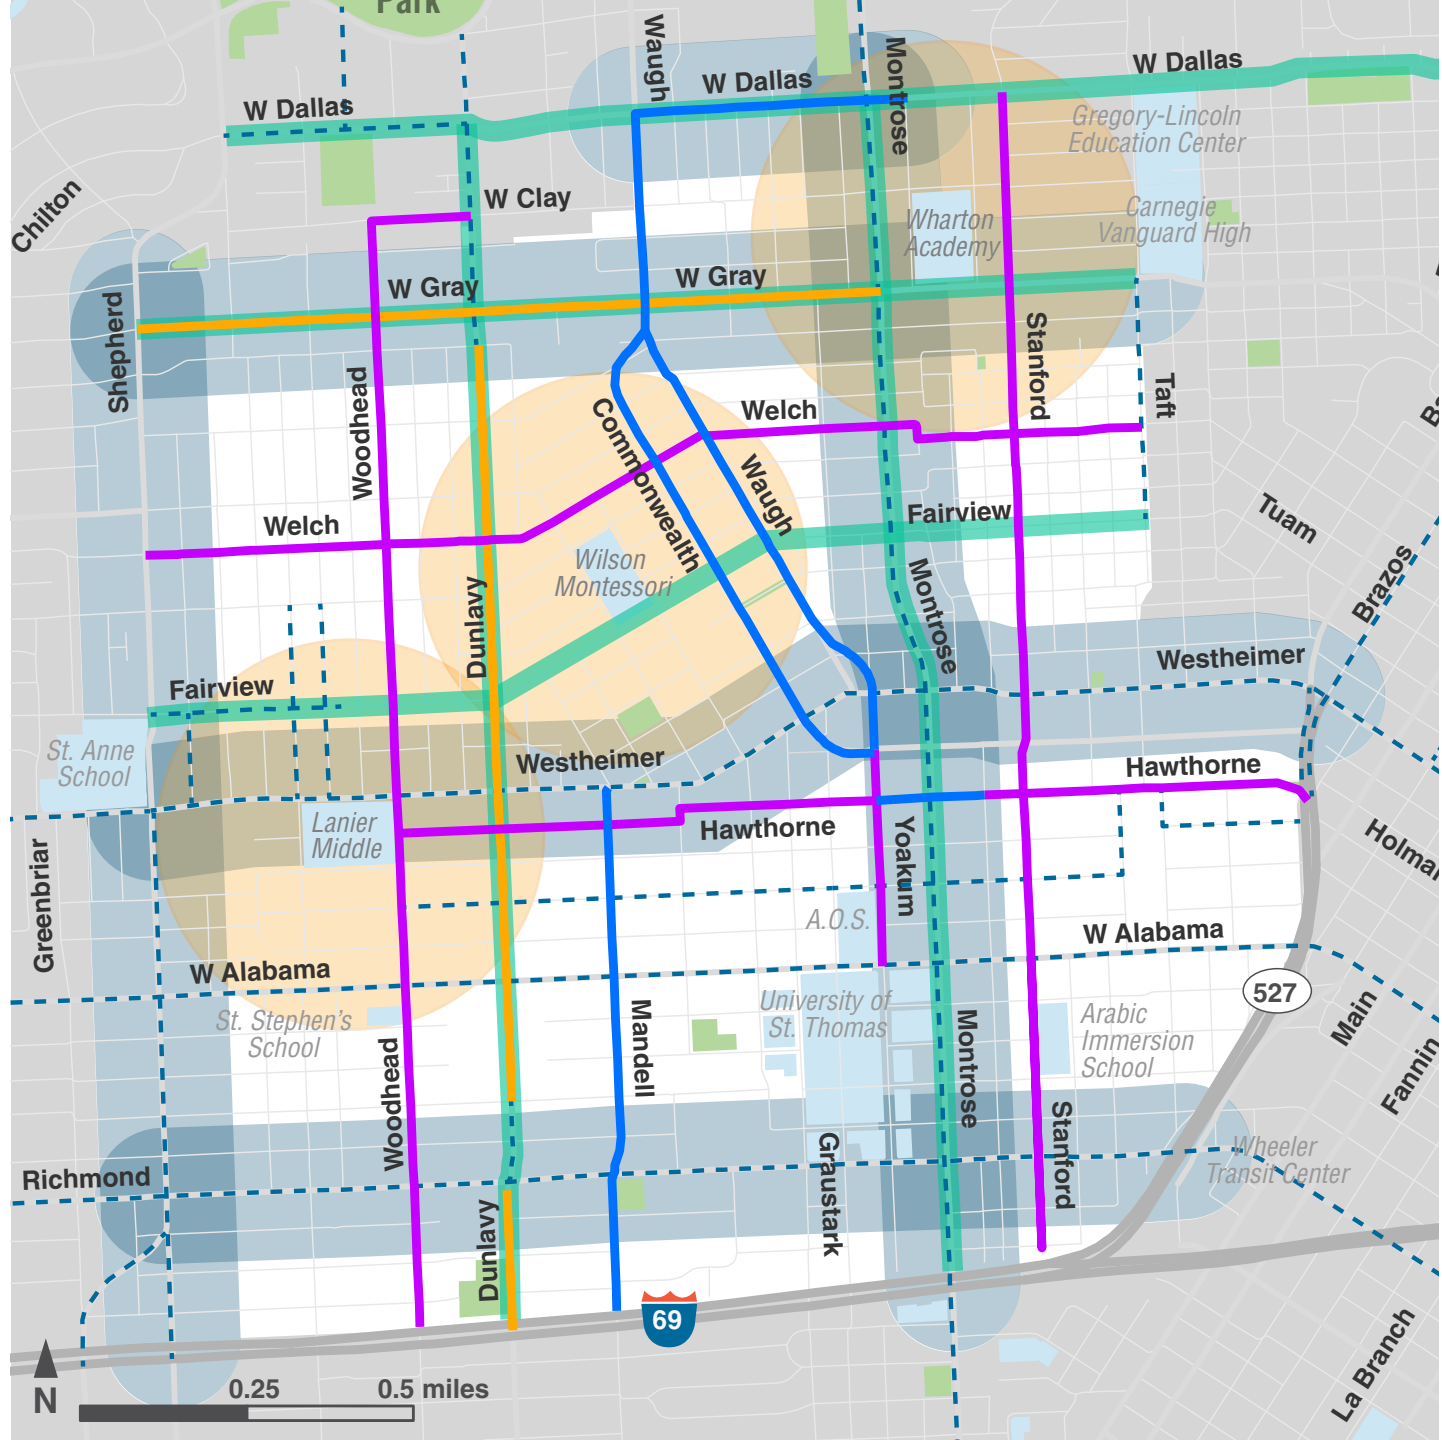 Park
Waugh
Montrose
W Dallas
W Dallas
W Dallas
Gregory-Lincoln
Education Center
Chilton
W Clay
Wharton
Academy
Carnegie
Vanguard High
W Gray
W Gray
Shepherd
Stanford
Woodhead
Taft
Welch
Commonwealth
Waugh
Welch
Fairview
Tuam
Wilson
Montessori
Brazos
Dunlavy
Montrose
Fairview
Westheimer
St. Anne
School
Westheimer
Hawthorne
Lanier
Middle
Hawthorne
Yoakum
Greenbriar
A.O.S.
W Alabama
W Alabama
527
University of
St. Thomas
St. Stephen's
School
Arabic
Immersion
School
Main
Fannin
Mandell
Montrose
Woodhead
Stanford
Graustark
Wheeler
Transit Center
Richmond
Dunlavy
69
La Branch
N
0.25
0.5 miles